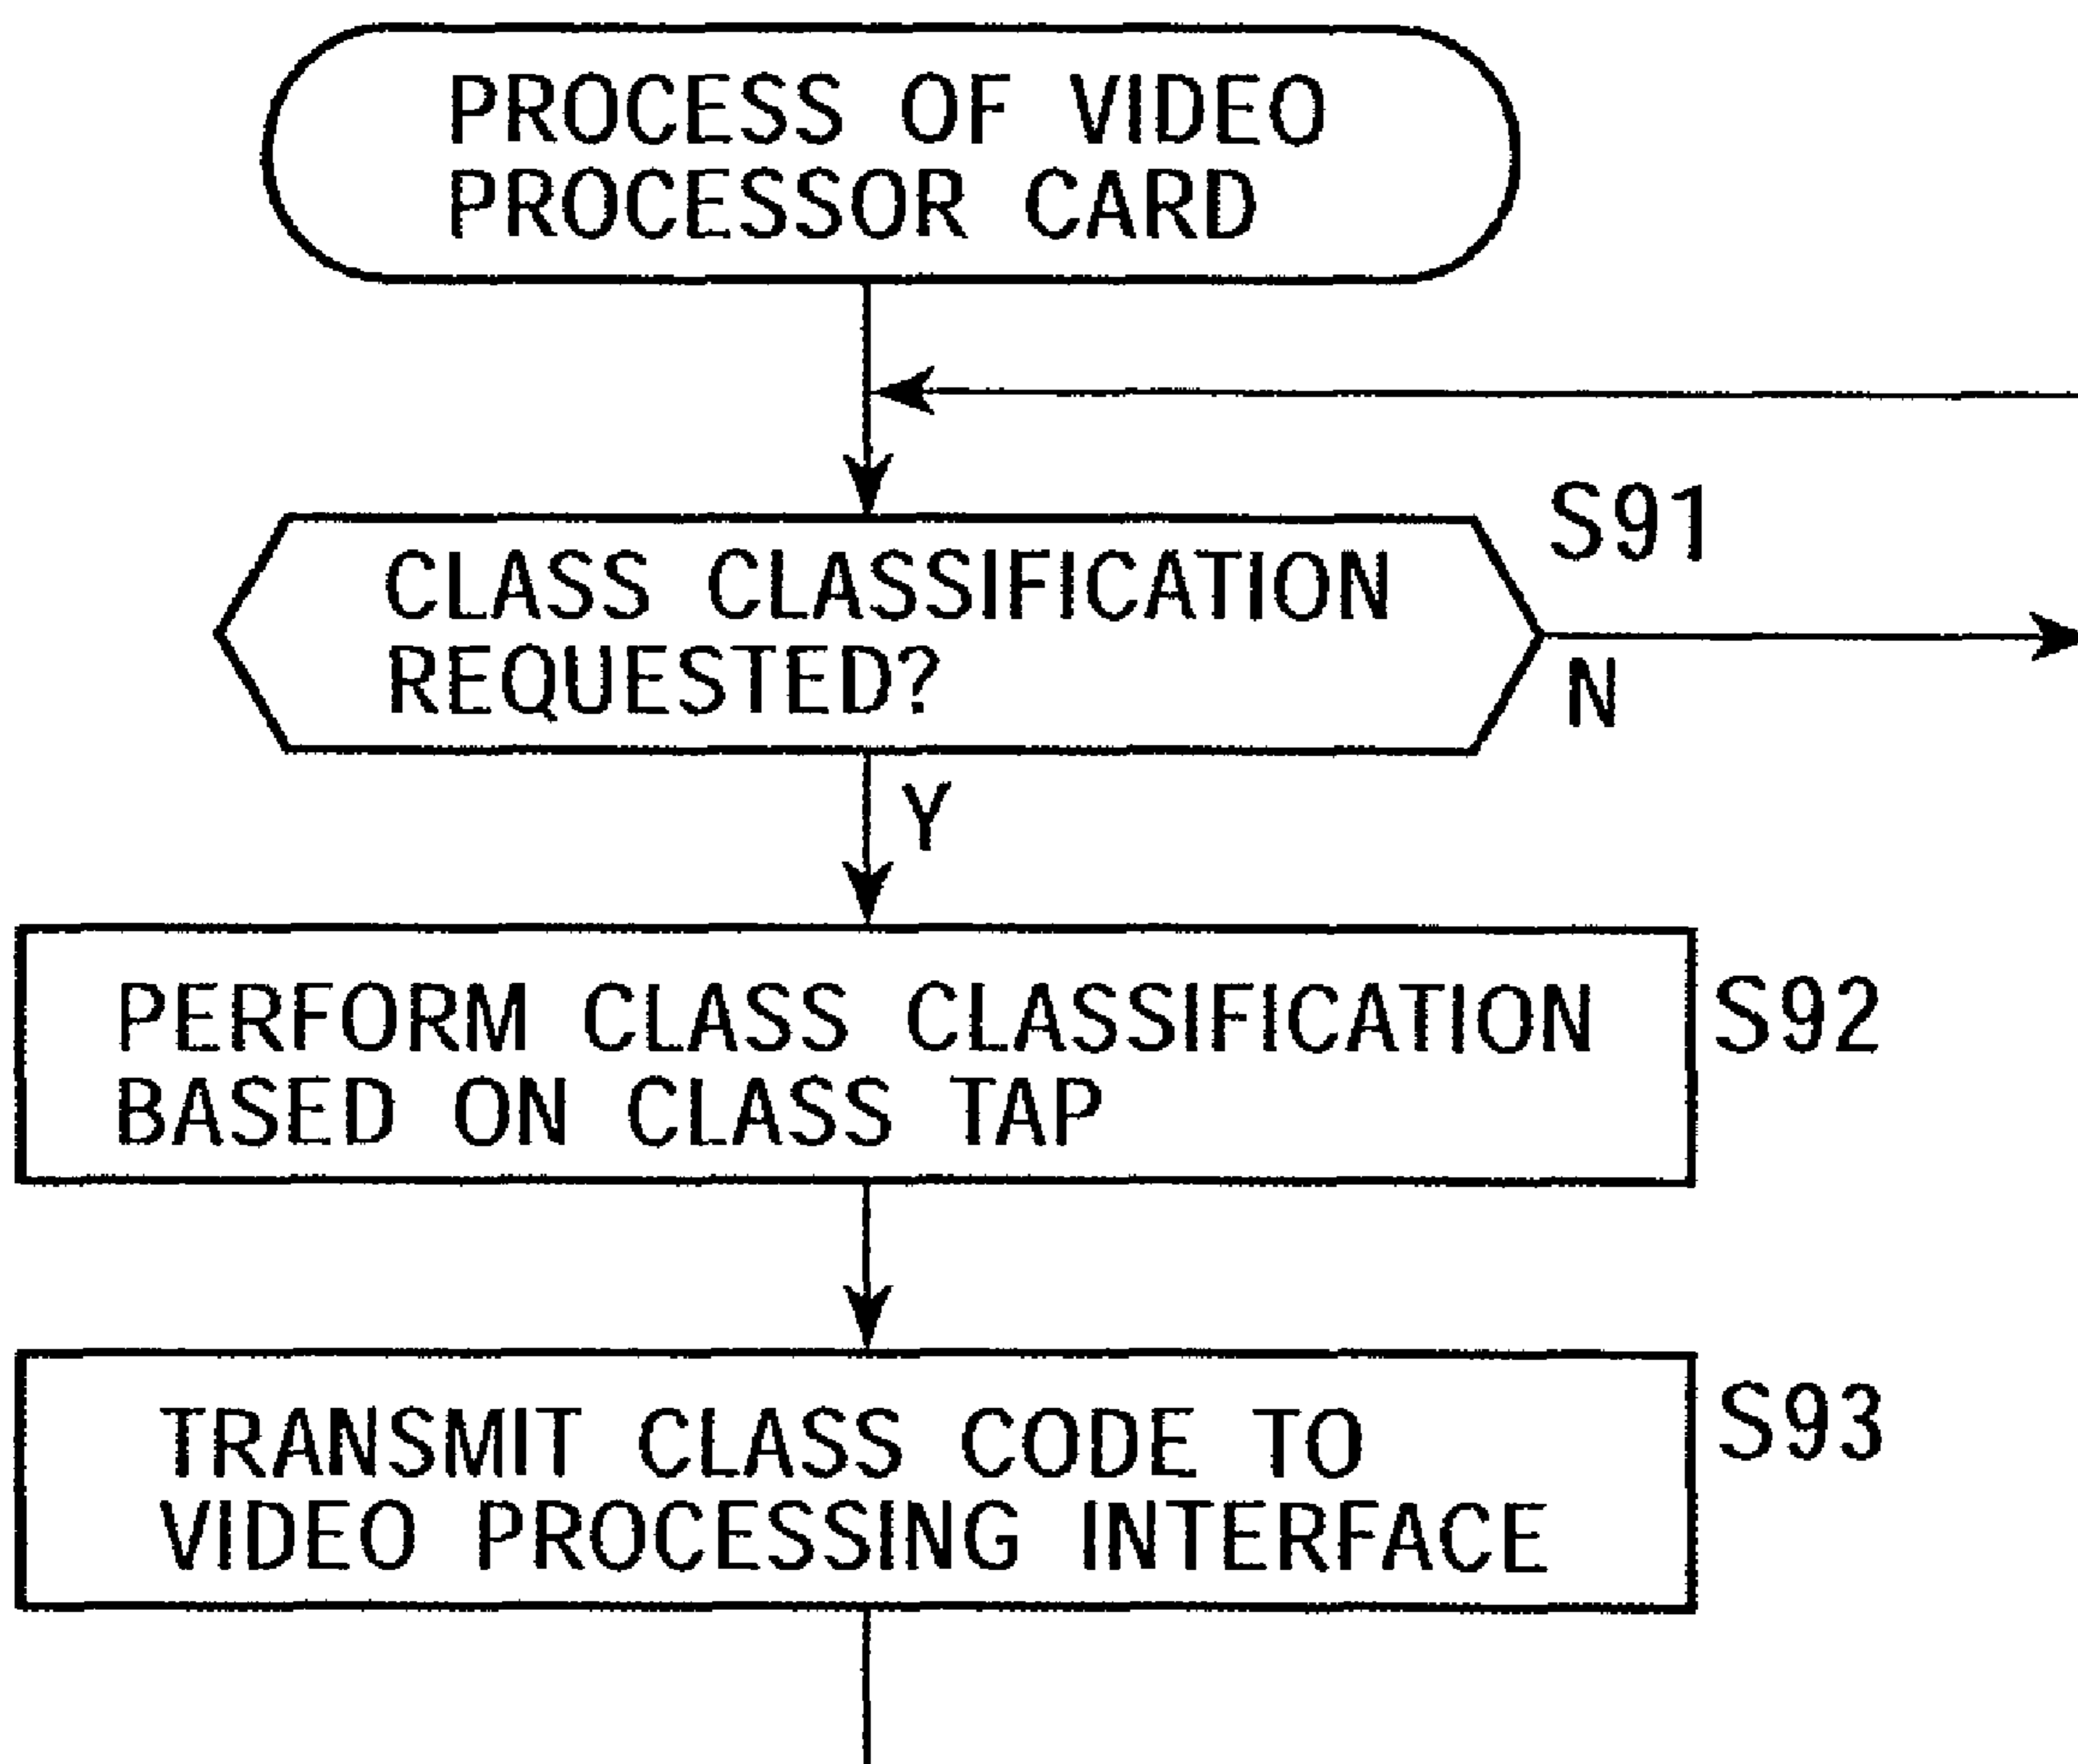 PROCESS OF VIDEO
PROCESSOR CARD
S91
CLASS CLASSIFICATION
REQUESTED?
N
Y
PERFORM CLASS CLASSIFICATION
BASED ON CLASS TAP
S92
TRANSMIT CLASS CODE TO
VIDEO PROCESSING INTERFACE
S93